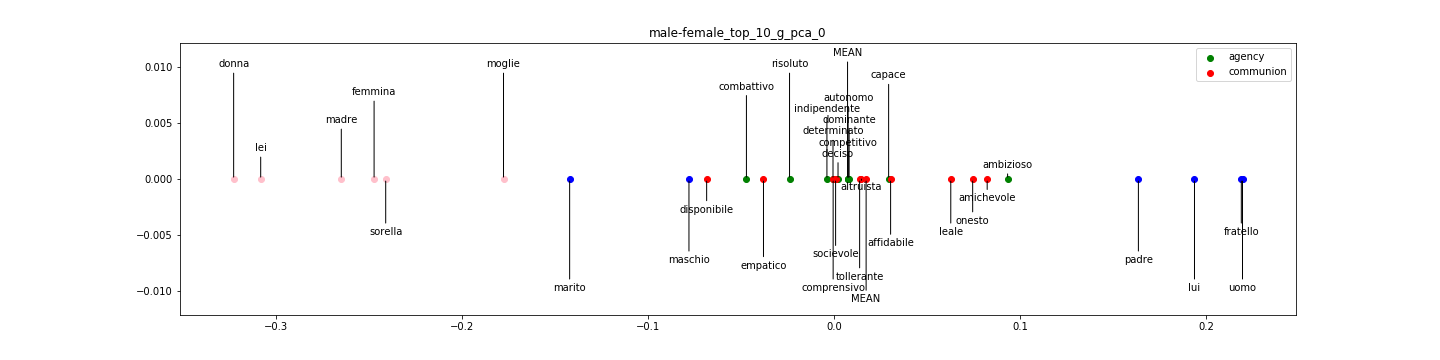 male-female_top_10_g_pca_0
agency
communion
MEAN
donna
moglie
risoluto
capace
combattivo
femmina
autonomo
indipendente
dominante
madre
determinato
competitivo
lei
deciso
ambizioso
altruista
amichevole
disponibile
onesto
sorella
leale
fratello
affidabile
socievole
maschio
empatico
padre
tollerante
marito
comprensivo
lui
uomo
MEAN
0.010
0.005
0.000
−0.005
−0.010
−0.3
−0.2
−0.1
0.0
0.1
0.2